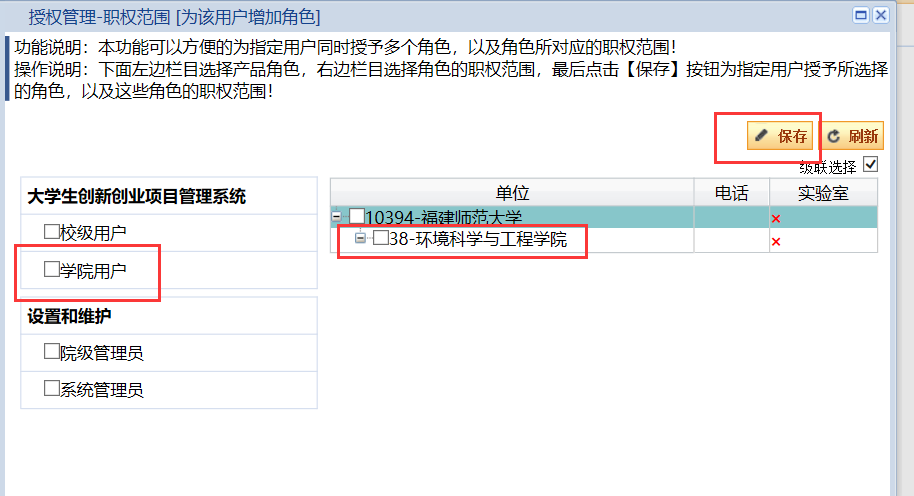 授权管理-职权范围 [为该用户增加角色]
功能说明：本功能可以方便的为指定用户同时授予多个角色，以及角色所对应的职权范围！
操作说明：下面左边栏目选择产品角色，右边栏目选择角色的职权范围，最后点击【保存】按钮为指定用户授予所选择
的角色，以及这些角色的职权范围！
保存 刷新
级联选择
大学生创新创业项目管理系统
校级用户
学院用户
设置和维护
院级管理员
系统管理员
单位 电话 实验室
10394-福建师范大学
38-环境科学与工程学院